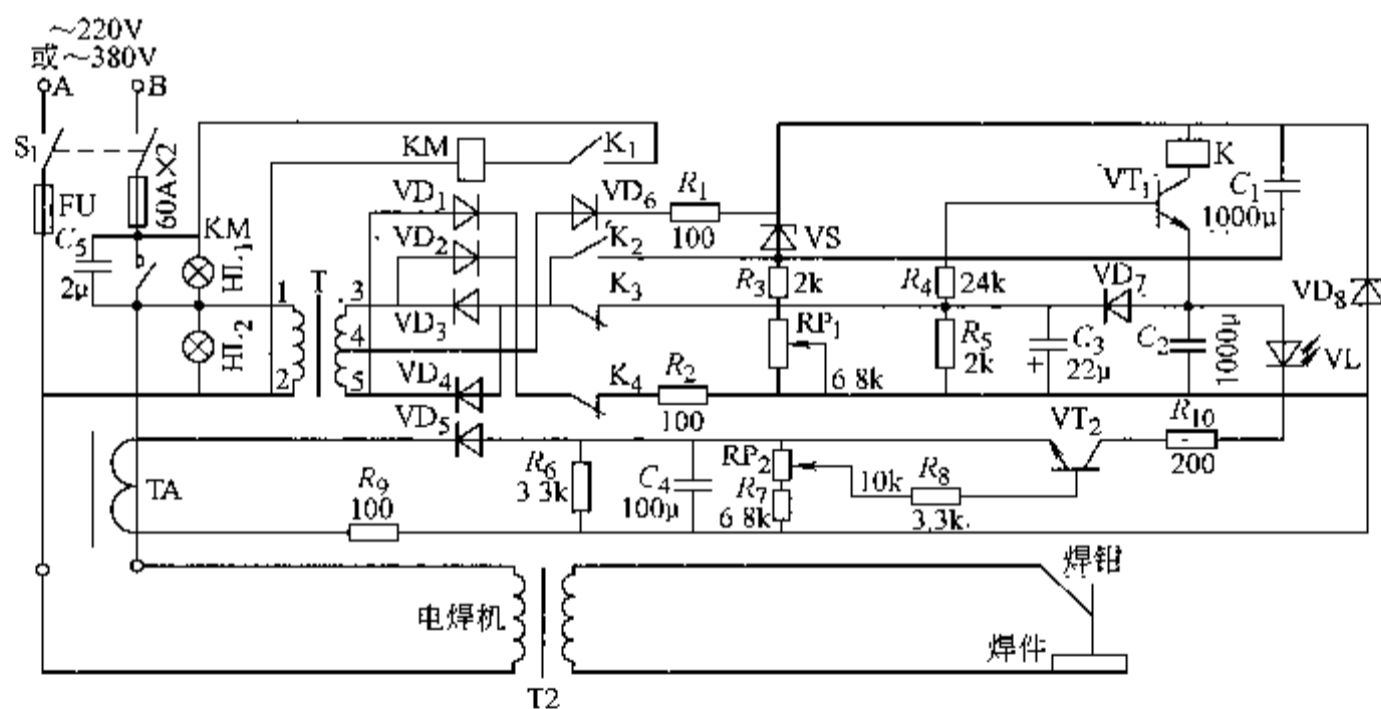 ～220V
或～380V
A
B
S₁
FU
60A×2
C₅
2μ
KM
HL₁
HL₂
T
1
2
3
4
5
KM
K₁
VD₁
VD₂
VD₃
VD₄
VD₅
VD₆
R₁
100
K₂
K₃
K₄
R₂
100
VS
R₃
2k
RP₁
6 8k
R₄
24k
R₅
2k
VT₁
K
C₁
1000μ
VD₇
C₃
22μ
+
C₂
1000μ
VD₈
VL
VT₂
R₁₀
200
TA
R₉
100
R₆
3 3k
C₄
100μ
RP₂
10k
R₇
6 8k
R₈
3.3k
电焊机
T2
焊钳
焊件